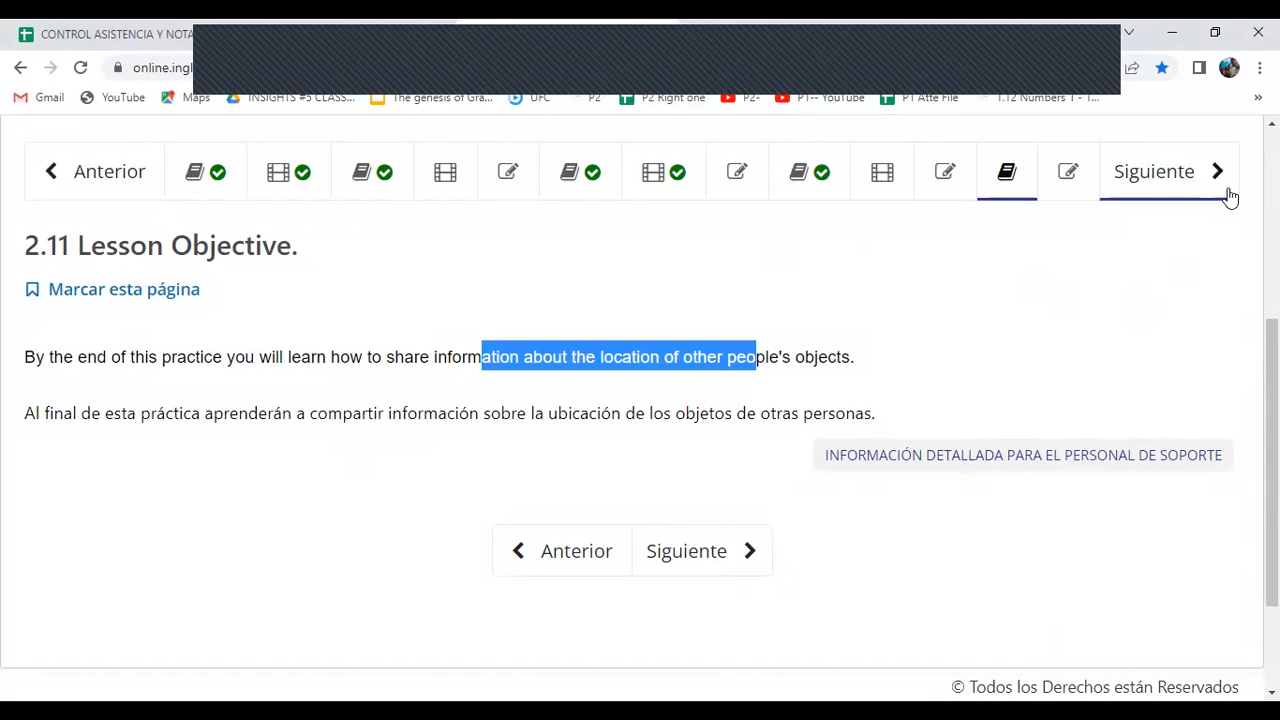 CONTROL ASISTENCIA Y NOTA
online.ingl
Gmail YouTube Maps INSIGHTS #5 CLASS... The genesis of Gra... UFC P2 P2 Right one P2- P1-- YouTube P1 Atte File 1.12 Numbers 1 - T...
Anterior Siguiente
2.11 Lesson Objective.
Marcar esta página
By the end of this practice you will learn how to share information about the location of other people's objects.
Al final de esta práctica aprenderán a compartir información sobre la ubicación de los objetos de otras personas.
INFORMACIÓN DETALLADA PARA EL PERSONAL DE SOPORTE
Anterior Siguiente
© Todos los Derechos están Reservados